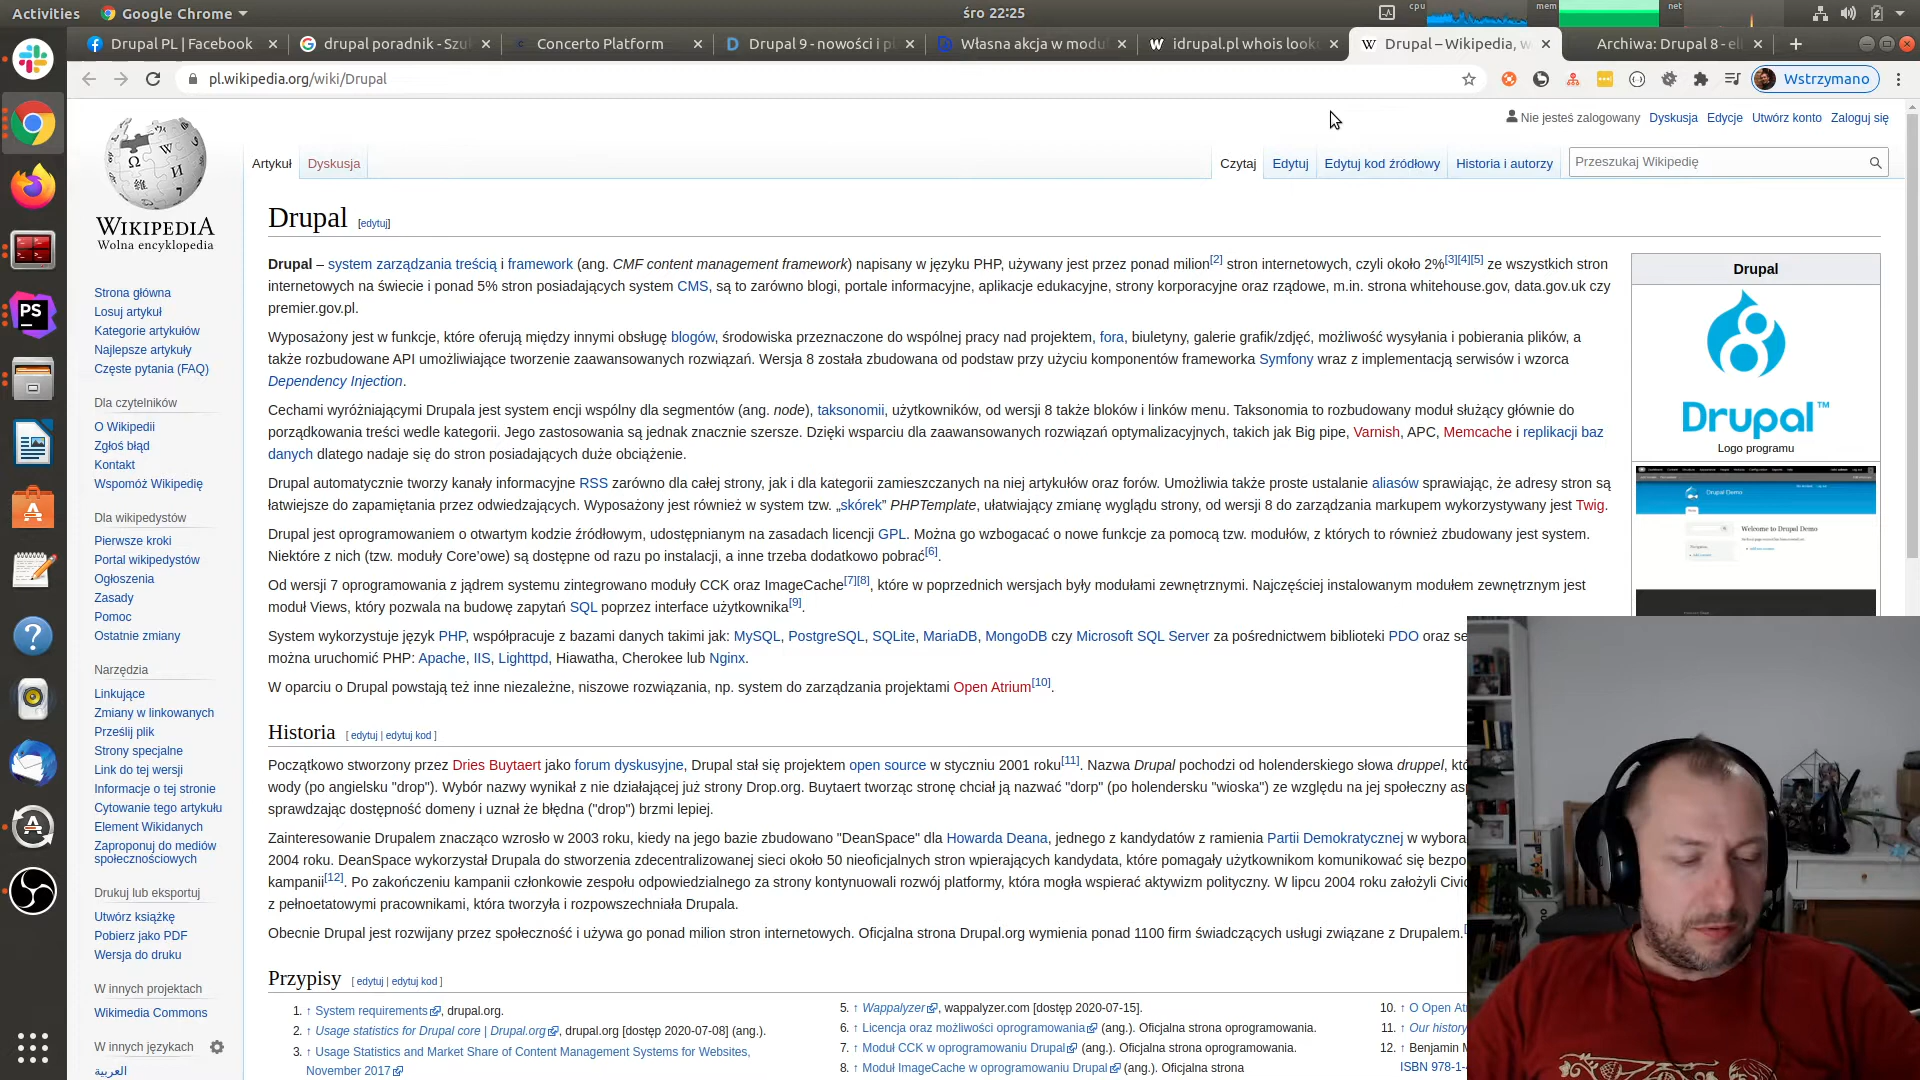 Activities
Google Chrome
śro 22:25
cpu
mem
net
Drupal PL | Facebook
drupal poradnik - Szu
Concerto Platform
Drupal 9 - nowości i p
Własna akcja w modu
idrupal.pl whois look
Drupal – Wikipedia, w
Archiwa: Drupal 8 - el
pl.wikipedia.org/wiki/Drupal
Wstrzymano
Nie jesteś zalogowany
Dyskusja
Edycje
Utwórz konto
Zaloguj się
Artykuł
Dyskusja
Czytaj
Edytuj
Edytuj kod źródłowy
Historia i autorzy
Przeszukaj Wikipedię
WIKIPEDIA
Wolna encyklopedia
Strona główna
Losuj artykuł
Kategorie artykułów
Najlepsze artykuły
Częste pytania (FAQ)
Dla czytelników
O Wikipedii
Zgłoś błąd
Kontakt
Wspomóż Wikipedię
Dla wikipedystów
Pierwsze kroki
Portal wikipedystów
Ogłoszenia
Zasady
Pomoc
Ostatnie zmiany
Narzędzia
Linkujące
Zmiany w linkowanych
Prześlij plik
Strony specjalne
Link do tej wersji
Informacje o tej stronie
Cytowanie tego artykułu
Element Wikidanych
Zaproponuj do mediów
społecznościowych
Drukuj lub eksportuj
Utwórz książkę
Pobierz jako PDF
Wersja do druku
W innych projektach
Wikimedia Commons
W innych językach
العربية
Drupal [edytuj]
Drupal – system zarządzania treścią i framework (ang. CMF content management framework) napisany w języku PHP, używany jest przez ponad milion[2] stron internetowych, czyli około 2%[3][4][5] ze wszystkich stron
internetowych na świecie i ponad 5% stron posiadających system CMS, są to zarówno blogi, portale informacyjne, aplikacje edukacyjne, strony korporacyjne oraz rządowe, m.in. strona whitehouse.gov, data.gov.uk czy
premier.gov.pl.
Wyposażony jest w funkcje, które oferują między innymi obsługę blogów, środowiska przeznaczone do wspólnej pracy nad projektem, fora, biuletyny, galerie grafik/zdjęć, możliwość wysyłania i pobierania plików, a
także rozbudowane API umożliwiające tworzenie zaawansowanych rozwiązań. Wersja 8 została zbudowana od podstaw przy użyciu komponentów frameworka Symfony wraz z implementacją serwisów i wzorca
Dependency Injection.
Cechami wyróżniającymi Drupala jest system encji wspólny dla segmentów (ang. node), taksonomii, użytkowników, od wersji 8 także bloków i linków menu. Taksonomia to rozbudowany moduł służący głównie do
porządkowania treści wedle kategorii. Jego zastosowania są jednak znacznie szersze. Dzięki wsparciu dla zaawansowanych rozwiązań optymalizacyjnych, takich jak Big pipe, Varnish, APC, Memcache i replikacji baz
danych dlatego nadaje się do stron posiadających duże obciążenie.
Drupal automatycznie tworzy kanały informacyjne RSS zarówno dla całej strony, jak i dla kategorii zamieszczanych na niej artykułów oraz forów. Umożliwia także proste ustalanie aliasów sprawiając, że adresy stron są
łatwiejsze do zapamiętania przez odwiedzających. Wyposażony jest również w system tzw. „skórek” PHPTemplate, ułatwiający zmianę wyglądu strony, od wersji 8 do zarządzania markupem wykorzystywany jest Twig.
Drupal jest oprogramowaniem o otwartym kodzie źródłowym, udostępnianym na zasadach licencji GPL. Można go wzbogacać o nowe funkcje za pomocą tzw. modułów, z których to również zbudowany jest system.
Niektóre z nich (tzw. moduły Core’owe) są dostępne od razu po instalacji, a inne trzeba dodatkowo pobrać[6].
Od wersji 7 oprogramowania z jądrem systemu zintegrowano moduły CCK oraz ImageCache[7][8], które w poprzednich wersjach były modułami zewnętrznymi. Najczęściej instalowanym modułem zewnętrznym jest
moduł Views, który pozwala na budowę zapytań SQL poprzez interface użytkownika[9].
System wykorzystuje język PHP, współpracuje z bazami danych takimi jak: MySQL, PostgreSQL, SQLite, MariaDB, MongoDB czy Microsoft SQL Server za pośrednictwem biblioteki PDO oraz se
można uruchomić PHP: Apache, IIS, Lighttpd, Hiawatha, Cherokee lub Nginx.
W oparciu o Drupal powstają też inne niezależne, niszowe rozwiązania, np. system do zarządzania projektami Open Atrium[10].
Historia [ edytuj | edytuj kod ]
Początkowo stworzony przez Dries Buytaert jako forum dyskusyjne, Drupal stał się projektem open source w styczniu 2001 roku[11]. Nazwa Drupal pochodzi od holenderskiego słowa druppel, któ
wody (po angielsku "drop"). Wybór nazwy wynikał z nie działającej już strony Drop.org. Buytaert tworząc stronę chciał ją nazwać "dorp" (po holendersku "wioska") ze względu na jej społeczny asp
sprawdzając dostępność domeny i uznał że błędna ("drop") brzmi lepiej.
Zainteresowanie Drupalem znacząco wzrosło w 2003 roku, kiedy na jego bazie zbudowano "DeanSpace" dla Howarda Deana, jednego z kandydatów z ramienia Partii Demokratycznej w wybora
2004 roku. DeanSpace wykorzystał Drupala do stworzenia zdecentralizowanej sieci około 50 nieoficjalnych stron wpierających kandydata, które pomagały użytkownikom komunikować się bezpo
kampanii[12]. Po zakończeniu kampanii członkowie zespołu odpowiedzialnego za strony kontynuowali rozwój platformy, która mogła wspierać aktywizm polityczny. W lipcu 2004 roku założyli Civic
z pełnoetatowymi pracownikami, która tworzyła i rozpowszechniała Drupala.
Obecnie Drupal jest rozwijany przez społeczność i używa go ponad milion stron internetowych. Oficjalna strona Drupal.org wymienia ponad 1100 firm świadczących usługi związane z Drupalem.[
Przypisy [ edytuj | edytuj kod ]
1. ↑ System requirements, drupal.org.
2. ↑ Usage statistics for Drupal core | Drupal.org, drupal.org [dostęp 2020-07-08] (ang.).
3. ↑ Usage Statistics and Market Share of Content Management Systems for Websites,
November 2017
5. ↑ Wappalyzer, wappalyzer.com [dostęp 2020-07-15].
6. ↑ Licencja oraz możliwości oprogramowania (ang.). Oficjalna strona oprogramowania.
7. ↑ Moduł CCK w oprogramowaniu Drupal (ang.). Oficjalna strona oprogramowania.
8. ↑ Moduł ImageCache w oprogramowaniu Drupal (ang.). Oficjalna strona
10. ↑ O Open Atr
11. ↑ Our history
12. ↑ Benjamin M
ISBN 978-1-
Drupal
Drupal™
Logo programu
Drupal Demo
Welcome to Drupal Demo
PS